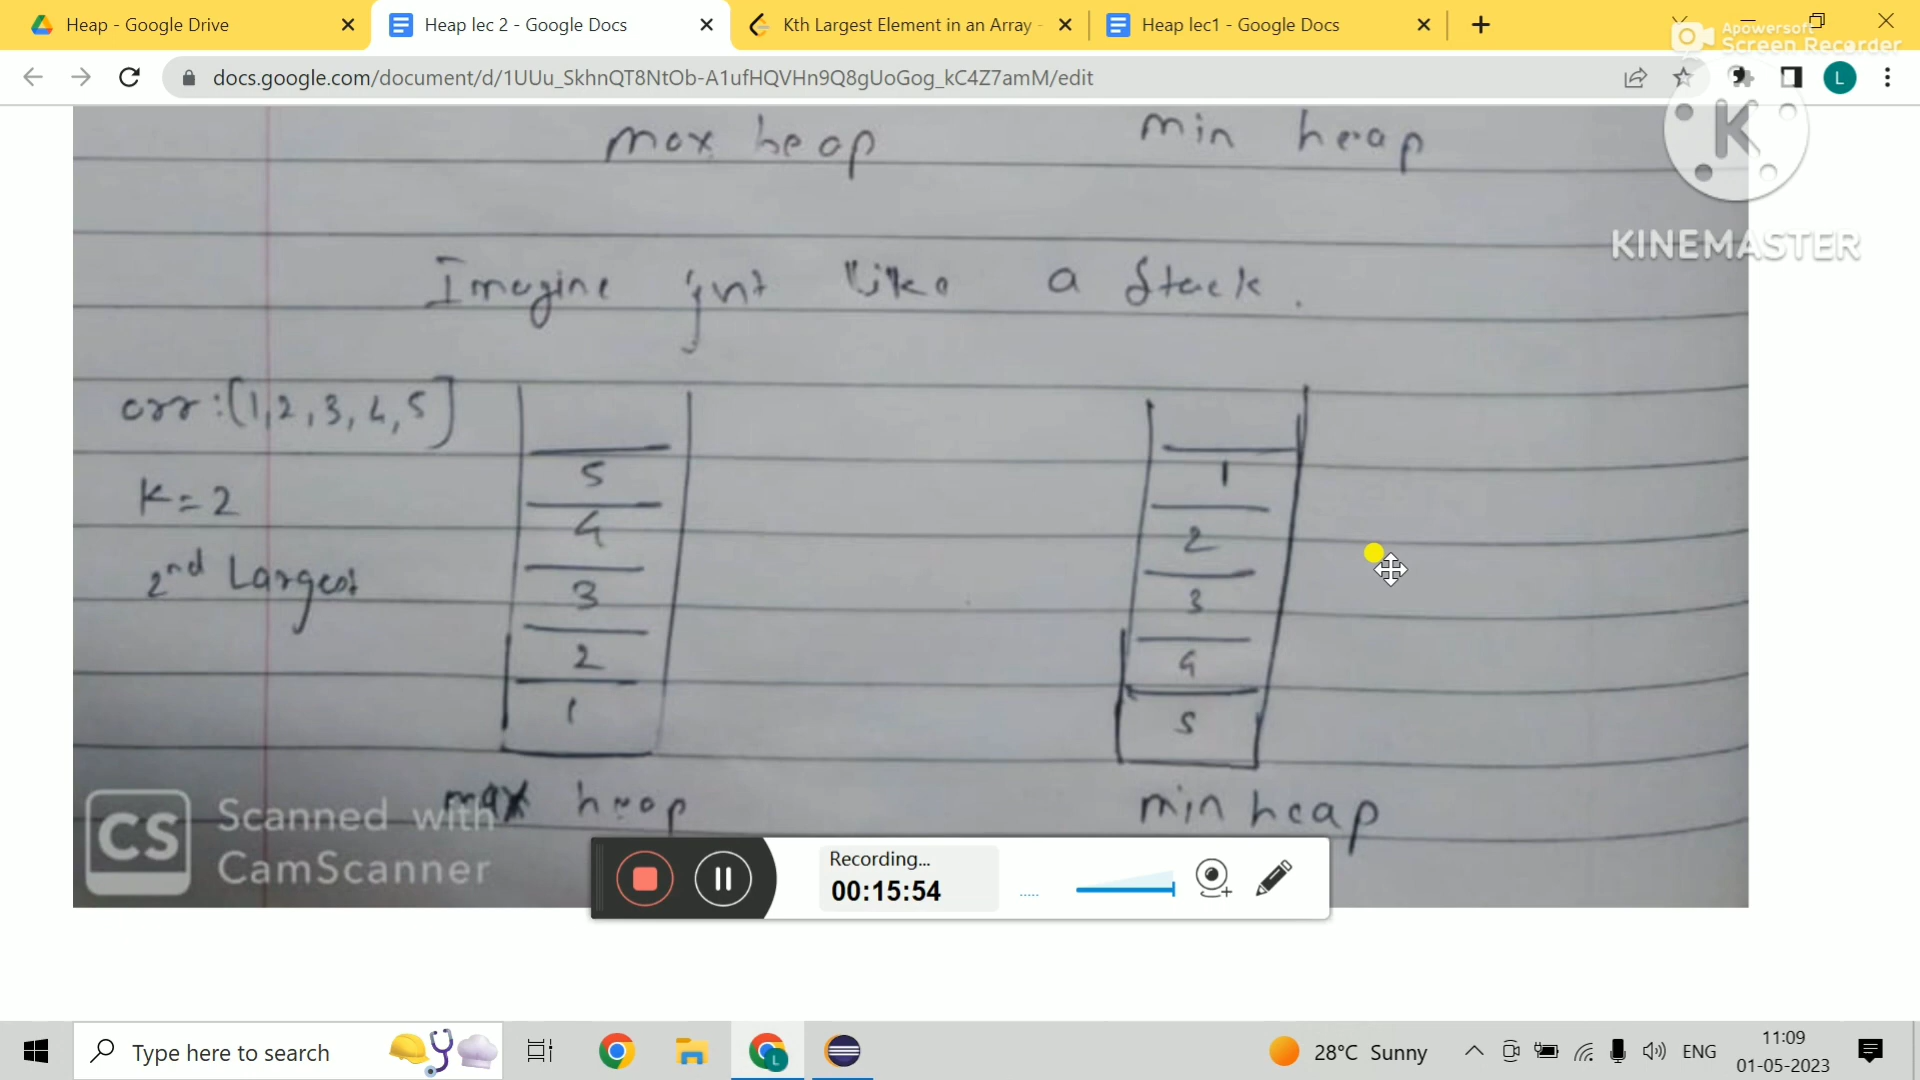 Heap - Google Drive
Heap lec 2 - Google Docs
Kth Largest Element in an Array -
Heap lec1 - Google Docs
Apowersoft
Screen Recorder
docs.google.com/document/d/1UUu_SkhnQT8NtOb-A1ufHQVHn9Q8gUoGog_kC4Z7amM/edit
L
K
KINEMASTER
max heap
min heap
Imagine just like a stack.
arr:[1,2,3,4,5]
K=2
2nd Largest
5
4
3
2
1
max heap
1
2
3
4
5
min heap
CS
Scanned with
CamScanner
Recording...
00:15:54
Type here to search
L
28°C Sunny
ENG
11:09
01-05-2023